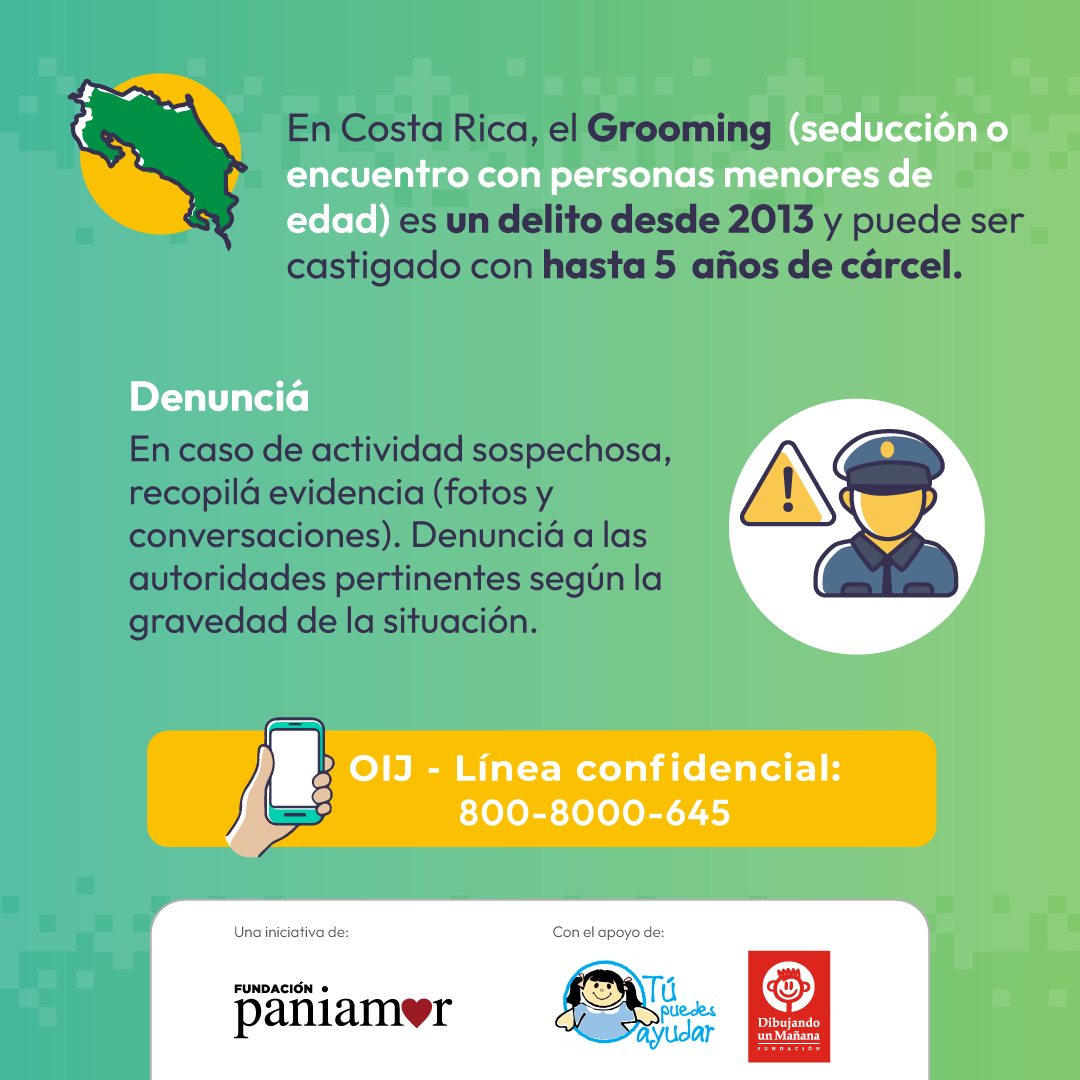 En Costa Rica, el Grooming (seducción o
encuentro con personas menores de
edad) es un delito desde 2013 y puede ser
castigado con hasta 5 años de cárcel.
Denunciá
En caso de actividad sospechosa,
recopilá evidencia (fotos y
conversaciones). Denunciá a las
autoridades pertinentes según la
gravedad de la situación.
OIJ - Línea confidencial:
800-8000-645
Una iniciativa de:
FUNDACIÓN
paniamor
Con el apoyo de:
Tú
puedes
ayudar
Dibujando
un Mañana
FUNDACIÓN